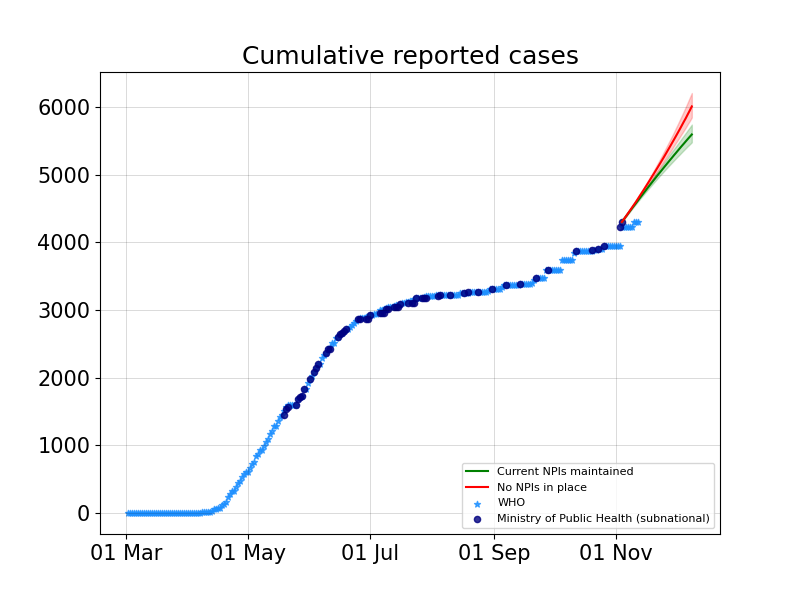 Cumulative reported cases
6000
5000
4000
3000
2000
1000
0
01 Mar 01 May 01 Jul 01 Sep 01 Nov
Current NPIs maintained
No NPIs in place
WHO
Ministry of Public Health (subnational)